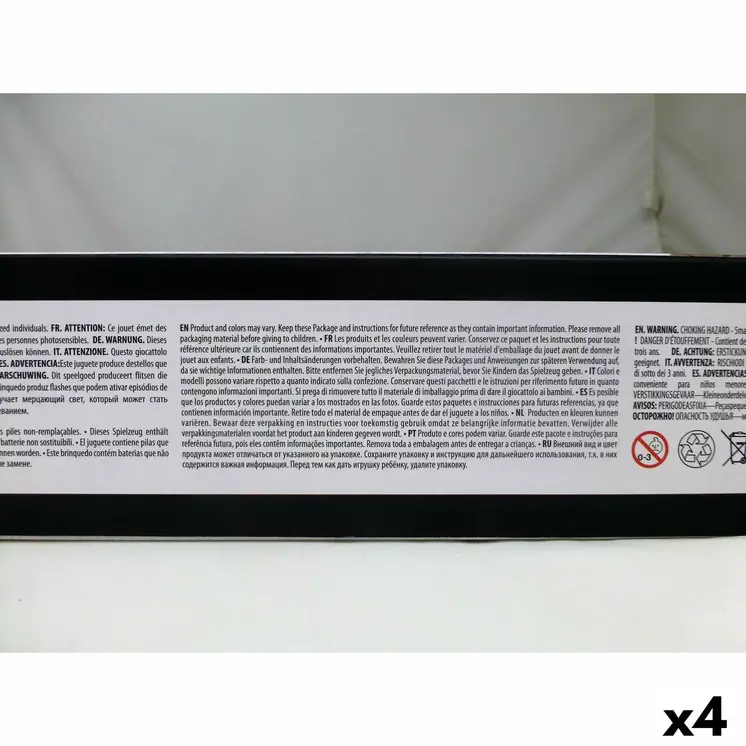 zed individuals. FR. ATTENTION: Ce jouet émet des
es personnes photosensibles. DE. WARNUNG. Dieses
uslösen können. IT. ATTENZIONE. Questo giocattolo
ES. ADVERTENCIA:Este juguete produce destellos que
ARSCHUWING. Dit speelgoed produceert flitsen die
inquedo produz flashes que podem ativar episódios de
учает мерцающий свет, который может стать
еванием.
s piles non-remplaçables. • Dieses Spielzeug enthält
batterie non sostituibili. • El juguete contiene pilas que
nnen worden. • Este brinquedo contém baterias que não
е замене.
EN Product and colors may vary. Keep these Package and instructions for future reference as they contain important information. Please remove all
packaging material before giving to children. • FR Les produits et les couleurs peuvent varier. Conservez ce paquet et les instructions pour toute
référence ultérieure car ils contiennent des informations importantes. Veuillez retirer tout le matériel d'emballage du jouet avant de donner le
jouet aux enfants. • DE Farb- und Inhaltsänderungen vorbehalten. Bewahren Sie diese Packung und Anweisungen zur späteren Verwendung auf,
da sie wichtige Informationen enthalten. Bitte entfernen Sie jegliches Verpackungsmaterial, bevor Sie Kindern das Spielzeug geben. • IT Colori e
modelli possono variare rispetto a quanto indicato sulla confezione. Conservare questi pacchetti e le istruzioni per riferimento futuro in quanto
contengono informazioni importanti. Si prega di rimuovere tutto il materiale di imballaggio prima di dare il giocattolo ai bambini. • ES Es posible
que los productos y colores puedan variar a los mostrados en las fotos. Guarde estos paquetes e instrucciones para futuras referencias, ya que
contienen información importante. Retire todo el material de empaque antes de dar el juguete a los niños. • NL Producten en kleuren kunnen
variëren. Bewaar deze verpakking en instructies voor toekomstig gebruik omdat ze belangrijke informatie bevatten. Verwijder alle
verpakkingsmaterialen voordat het product aan kinderen gegeven wordt. • PT Produto e cores podem variar. Guarde este pacote e instruções para
referência futura, pois eles contêm informações importantes. Remova toda a embalagem antes de entregar a crianças. • RU Внешний вид и цвет
продукта может отличаться от указанного на упаковке. Сохраните упаковку и инструкцию для дальнейшего использования, т.к. в них
содержится важная информация. Перед тем как дать игрушку ребёнку, удалите упаковку.
EN. WARNING. CHOKING HAZARD - Sma
! DANGER D'ÉTOUFFEMENT – Contient de
trois ans. DE. ACHTUNG: ERSTICKUN
geeignet. IT. AVVERTENZA: RISCHIO DI
di sotto dei 3 anni. ES. ADVERTENCIA:
conveniente para niños menore
VERSTIKKINGSGEVAAR—Kleineonderdele
AVISOS: PERIGODEASFIXIA—Peçaspeque
ОСТОРОЖНО! ОПАСНОСТЬ УДУШЬЯ — м
0-3
x4